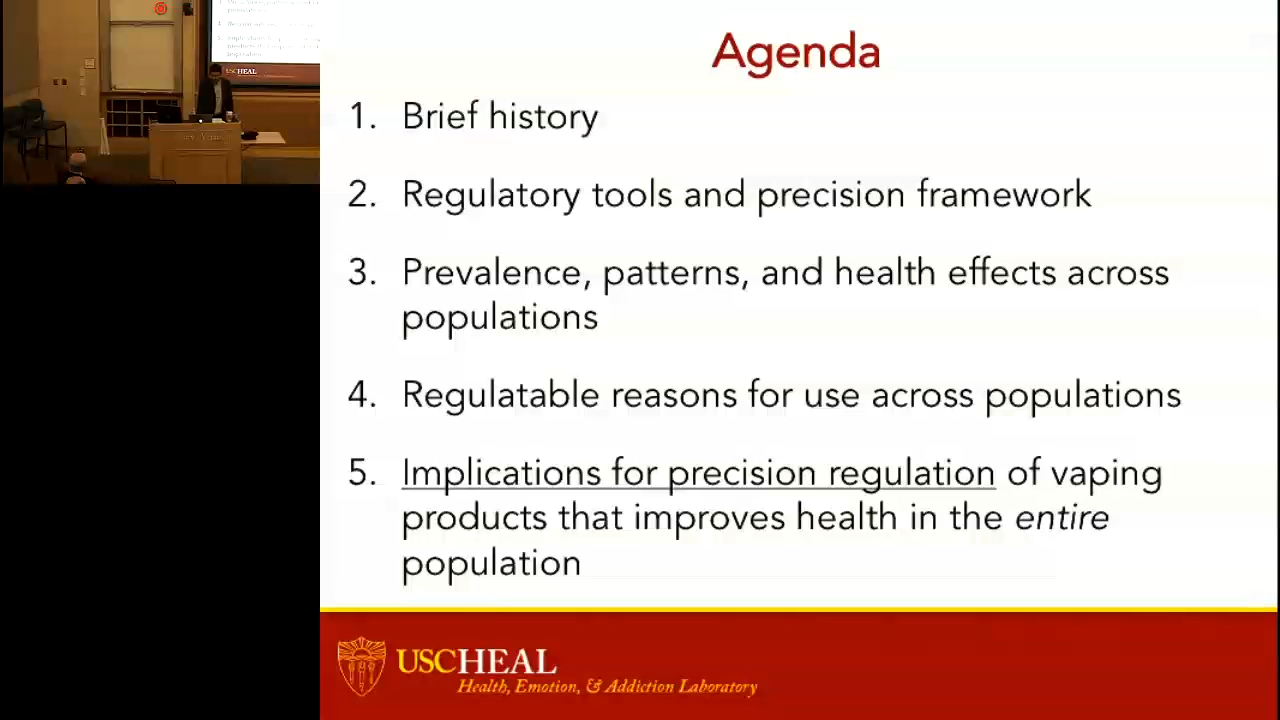 Agenda
1. Brief history
2. Regulatory tools and precision framework
3. Prevalence, patterns, and health effects across
populations
4. Regulatable reasons for use across populations
5. Implications for precision regulation of vaping
products that improves health in the entire
population
USCHEAL
Health, Emotion, & Addiction Laboratory
USCHEAL